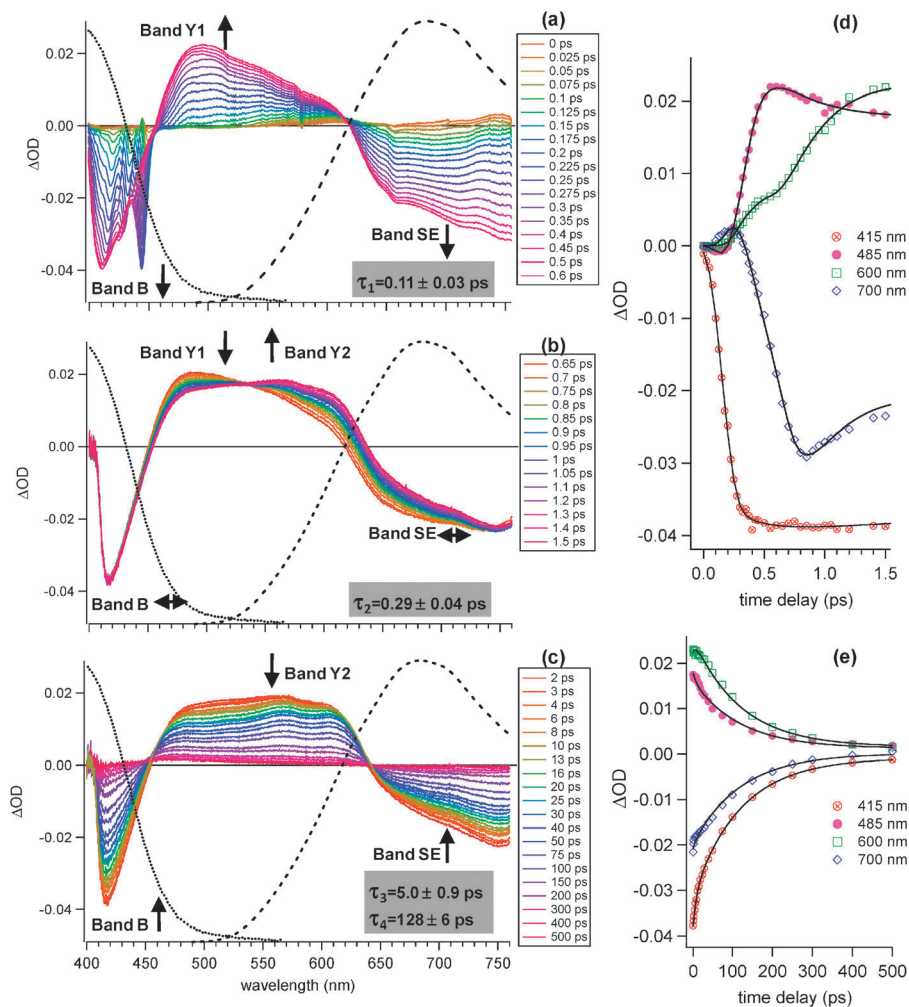 (a)
Band Y1
0.02
0.00
-0.02
-0.04
ΔOD
Band B
Band SE
τ1=0.11 ± 0.03 ps
0 ps
0.025 ps
0.05 ps
0.075 ps
0.1 ps
0.125 ps
0.15 ps
0.175 ps
0.2 ps
0.225 ps
0.25 ps
0.275 ps
0.3 ps
0.35 ps
0.4 ps
0.45 ps
0.5 ps
0.6 ps
(b)
Band Y1
Band Y2
0.02
0.00
-0.02
-0.04
ΔOD
Band B
Band SE
τ2=0.29 ± 0.04 ps
0.65 ps
0.7 ps
0.75 ps
0.8 ps
0.85 ps
0.9 ps
0.95 ps
1 ps
1.05 ps
1.1 ps
1.2 ps
1.3 ps
1.4 ps
1.5 ps
(c)
Band Y2
0.02
0.00
-0.02
-0.04
ΔOD
Band B
Band SE
τ3=5.0 ± 0.9 ps
τ4=128 ± 6 ps
2 ps
3 ps
4 ps
6 ps
8 ps
10 ps
13 ps
16 ps
20 ps
25 ps
30 ps
40 ps
50 ps
75 ps
100 ps
150 ps
200 ps
300 ps
400 ps
500 ps
400 450 500 550 600 650 700 750
wavelength (nm)
(d)
0.02
0.01
0.00
-0.01
-0.02
-0.03
-0.04
ΔOD
415 nm
485 nm
600 nm
700 nm
0.0 0.5 1.0 1.5
time delay (ps)
(e)
0.02
0.01
0.00
-0.01
-0.02
-0.03
-0.04
ΔOD
415 nm
485 nm
600 nm
700 nm
0 100 200 300 400 500
time delay (ps)